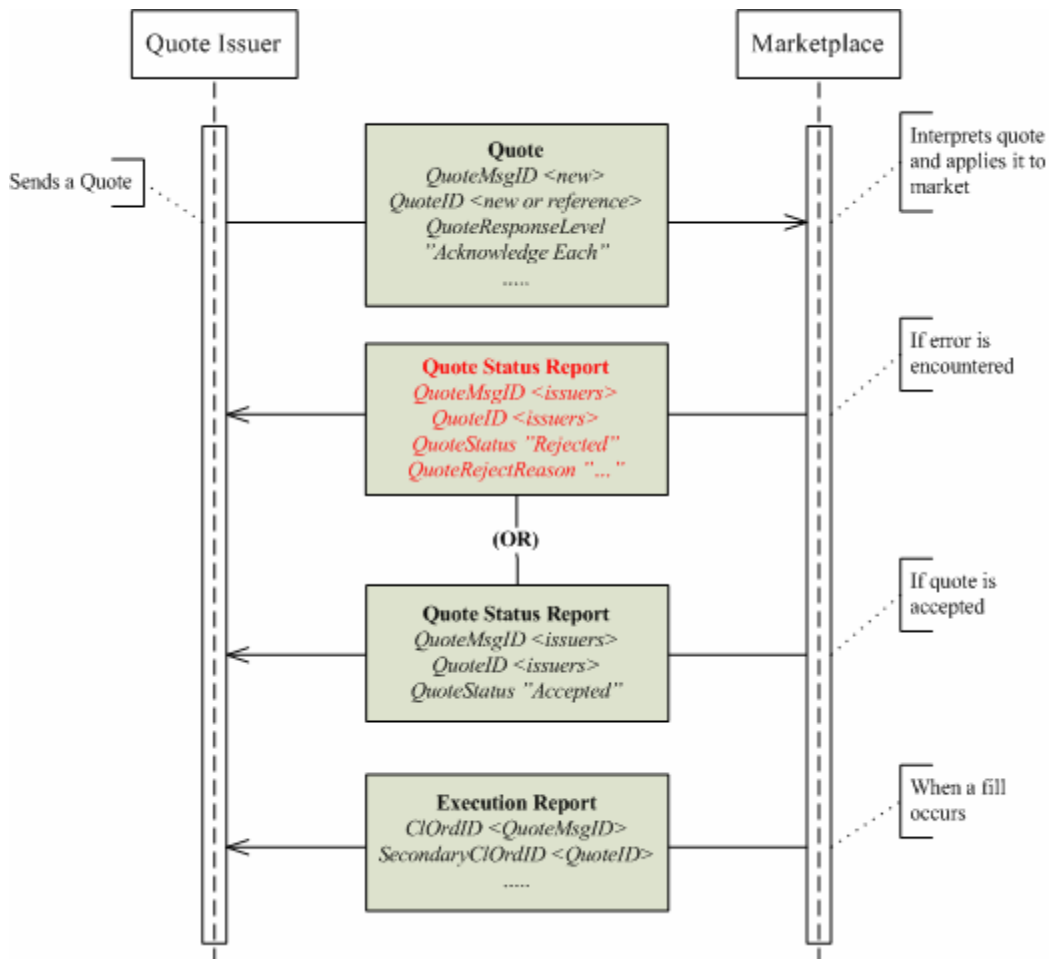 Quote Issuer
Marketplace
Sends a Quote
Quote
QuoteMsgID <new>
QuoteID <new or reference>
QuoteResponseLevel
”Acknowledge Each”
.....
Interprets quote
and applies it to
market
Quote Status Report
QuoteMsgID <issuers>
QuoteID <issuers>
QuoteStatus ”Rejected”
QuoteRejectReason ”...”
If error is
encountered
(OR)
Quote Status Report
QuoteMsgID <issuers>
QuoteID <issuers>
QuoteStatus ”Accepted”
If quote is
accepted
Execution Report
ClOrdID <QuoteMsgID>
SecondaryClOrdID <QuoteID>
.....
When a fill
occurs